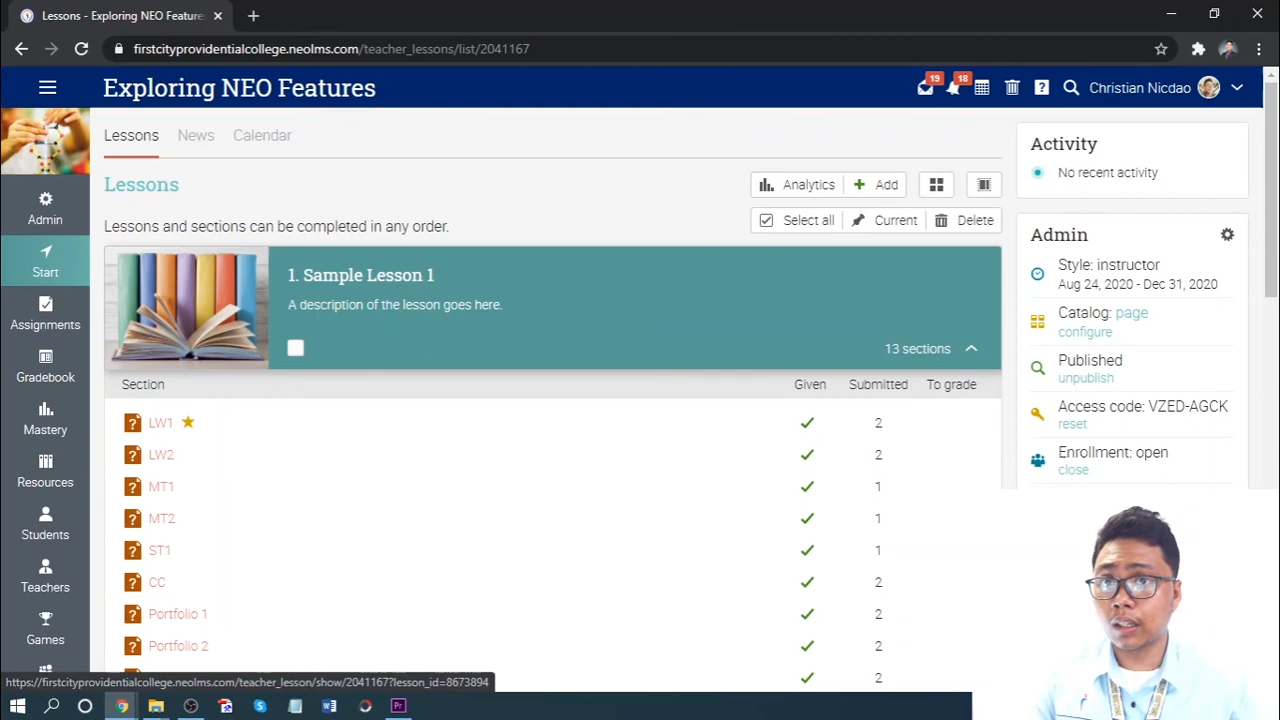 Lessons - Exploring NEO Feature
firstcityprovidentialcollege.neolms.com/teacher_lessons/list/2041167
Exploring NEO Features
19
18
Christian Nicdao
Admin
Start
Assignments
Gradebook
Mastery
Resources
Students
Teachers
Games
Lessons News Calendar
Lessons
Analytics Add
Lessons and sections can be completed in any order.
Select all Current Delete
1. Sample Lesson 1
A description of the lesson goes here.
13 sections
Section Given Submitted To grade
LW1 2
LW2 2
MT1 1
MT2 1
ST1 1
CC 2
Portfolio 1 2
Portfolio 2 2
2
Activity
No recent activity
Admin
Style: instructor
Aug 24, 2020 - Dec 31, 2020
Catalog: page
configure
Published
unpublish
Access code: VZED-AGCK
reset
Enrollment: open
close
https://firstcityprovidentialcollege.neolms.com/teacher_lesson/show/2041167?lesson_id=8673894